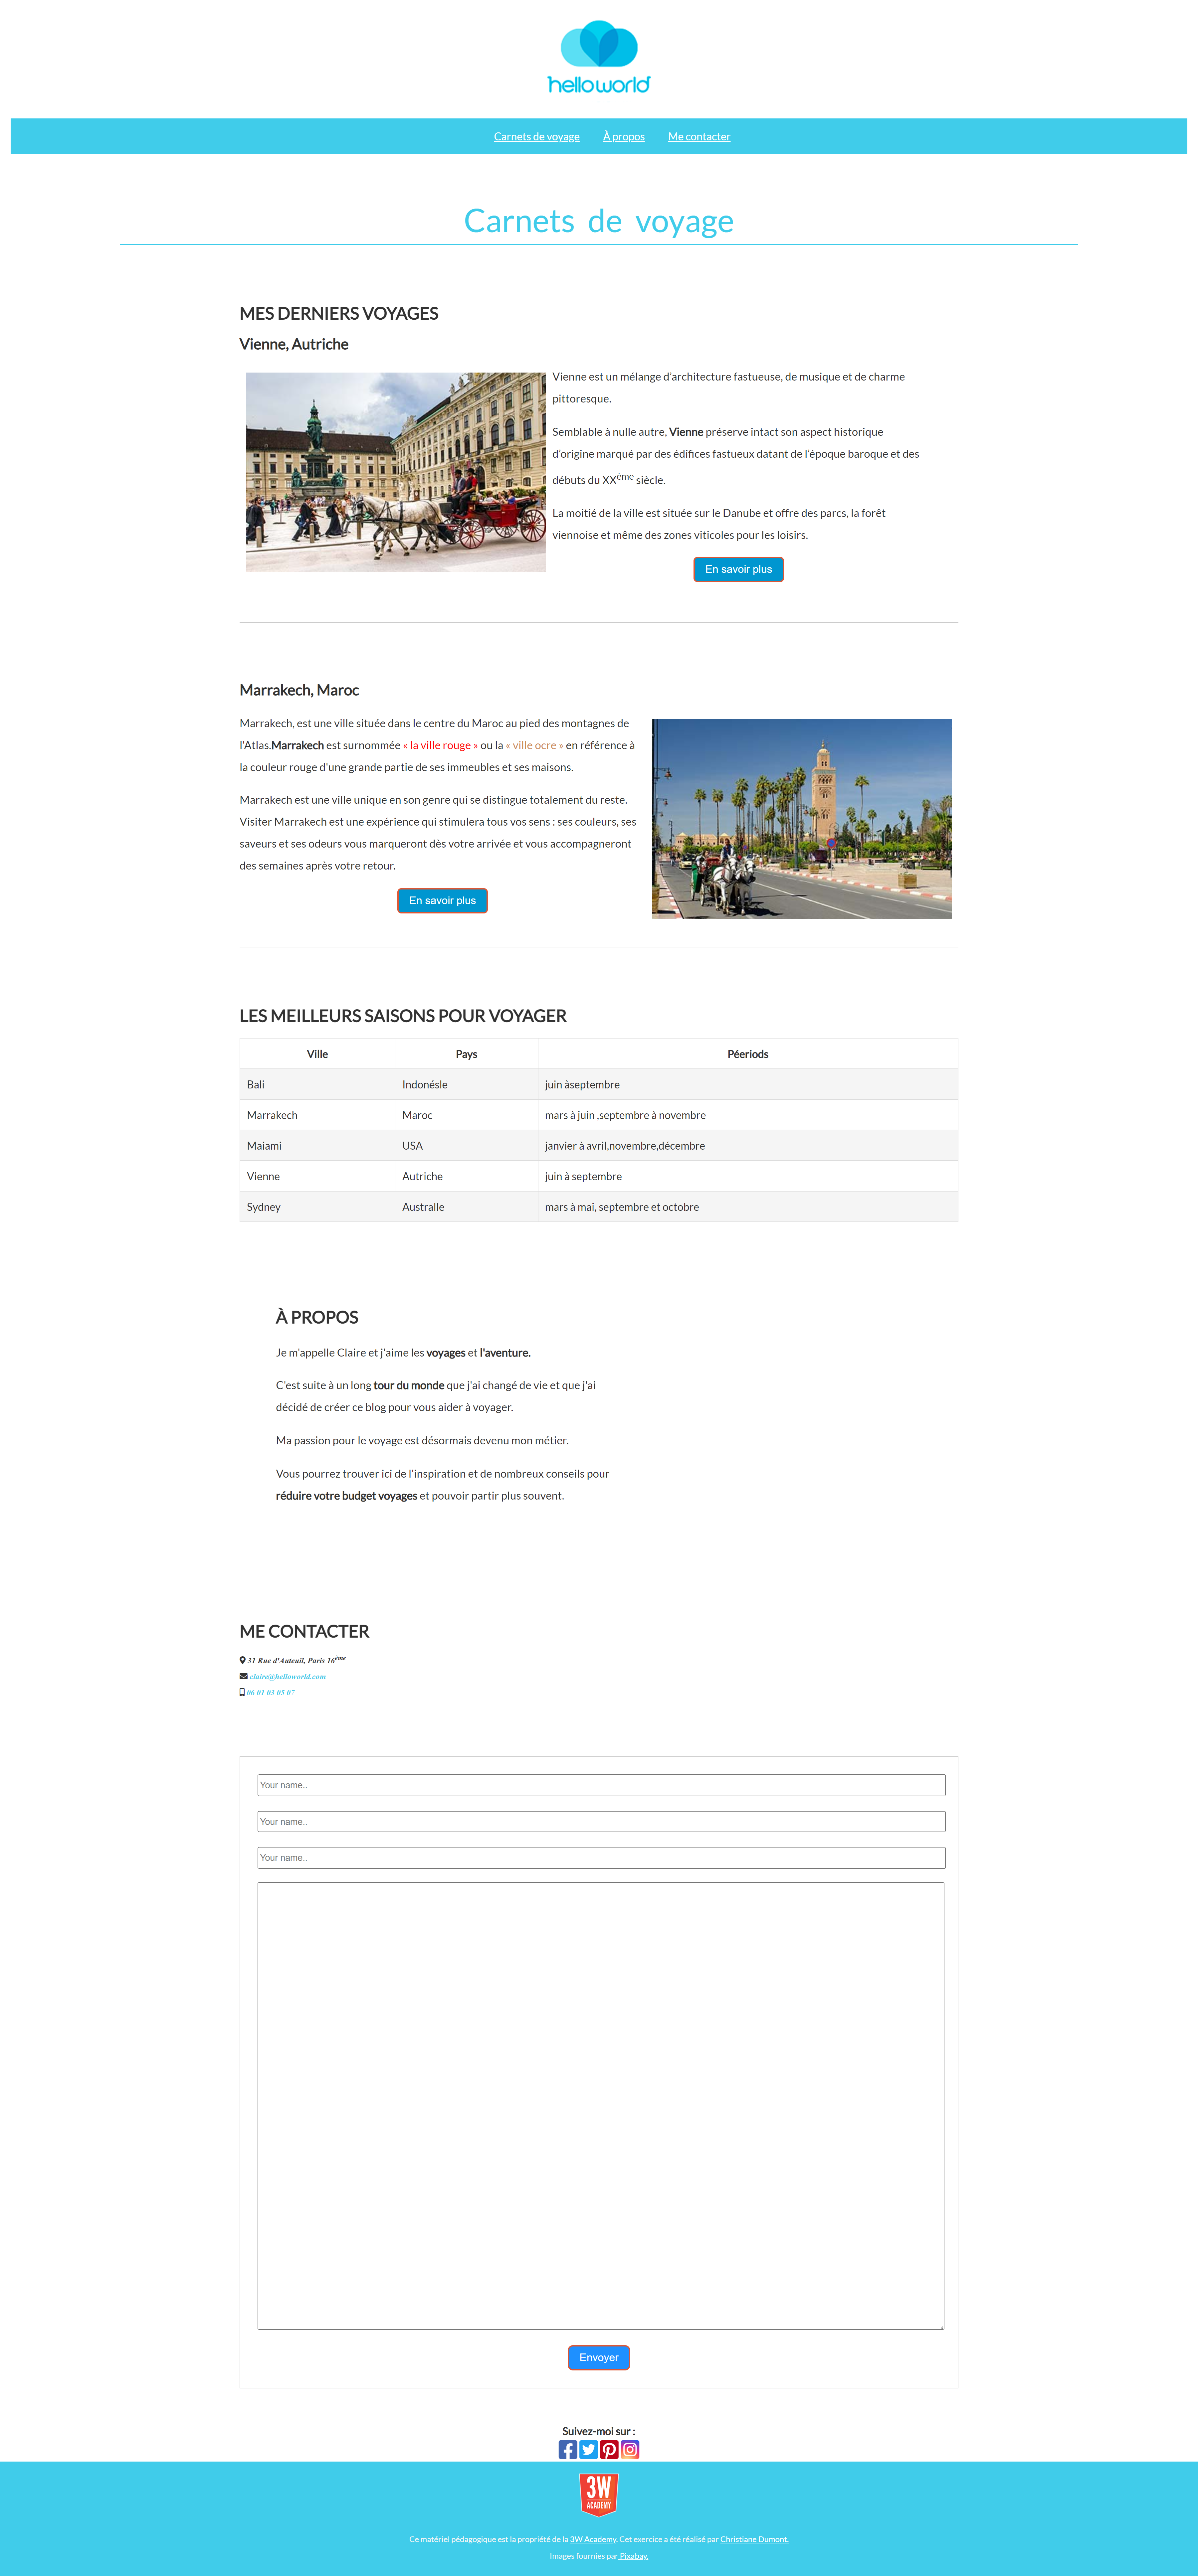 helloworld
Carnets de voyage À propos Me contacter
Carnets de voyage
MES DERNIERS VOYAGES
Vienne, Autriche
Vienne est un mélange d'architecture fastueuse, de musique et de charme
pittoresque.
Semblable à nulle autre, Vienne préserve intact son aspect historique
d'origine marqué par des édifices fastueux datant de l'époque baroque et des
débuts du XXème siècle.
La moitié de la ville est située sur le Danube et offre des parcs, la forêt
viennoise et même des zones viticoles pour les loisirs.
En savoir plus
Marrakech, Maroc
Marrakech, est une ville située dans le centre du Maroc au pied des montagnes de
l'Atlas.Marrakech est surnommée « la ville rouge » ou la « ville ocre » en référence à
la couleur rouge d'une grande partie de ses immeubles et ses maisons.
Marrakech est une ville unique en son genre qui se distingue totalement du reste.
Visiter Marrakech est une expérience qui stimulera tous vos sens : ses couleurs, ses
saveurs et ses odeurs vous marqueront dès votre arrivée et vous accompagneront
des semaines après votre retour.
En savoir plus
LES MEILLEURS SAISONS POUR VOYAGER
Ville Pays Péeriods
Bali Indonésle juin àseptembre
Marrakech Maroc mars à juin ,septembre à novembre
Maiami USA janvier à avril,novembre,décembre
Vienne Autriche juin à septembre
Sydney Australle mars à mai, septembre et octobre
À PROPOS
Je m'appelle Claire et j'aime les voyages et l'aventure.
C'est suite à un long tour du monde que j'ai changé de vie et que j'ai
décidé de créer ce blog pour vous aider à voyager.
Ma passion pour le voyage est désormais devenu mon métier.
Vous pourrez trouver ici de l'inspiration et de nombreux conseils pour
réduire votre budget voyages et pouvoir partir plus souvent.
ME CONTACTER
31 Rue d'Auteuil, Paris 16ème
claire@helloworld.com
06 01 03 05 07
Your name..
Your name..
Your name..
Envoyer
Suivez-moi sur :
3W
ACADEMY
Ce matériel pédagogique est la propriété de la 3W Academy. Cet exercice a été réalisé par Christiane Dumont.
Images fournies par Pixabay.